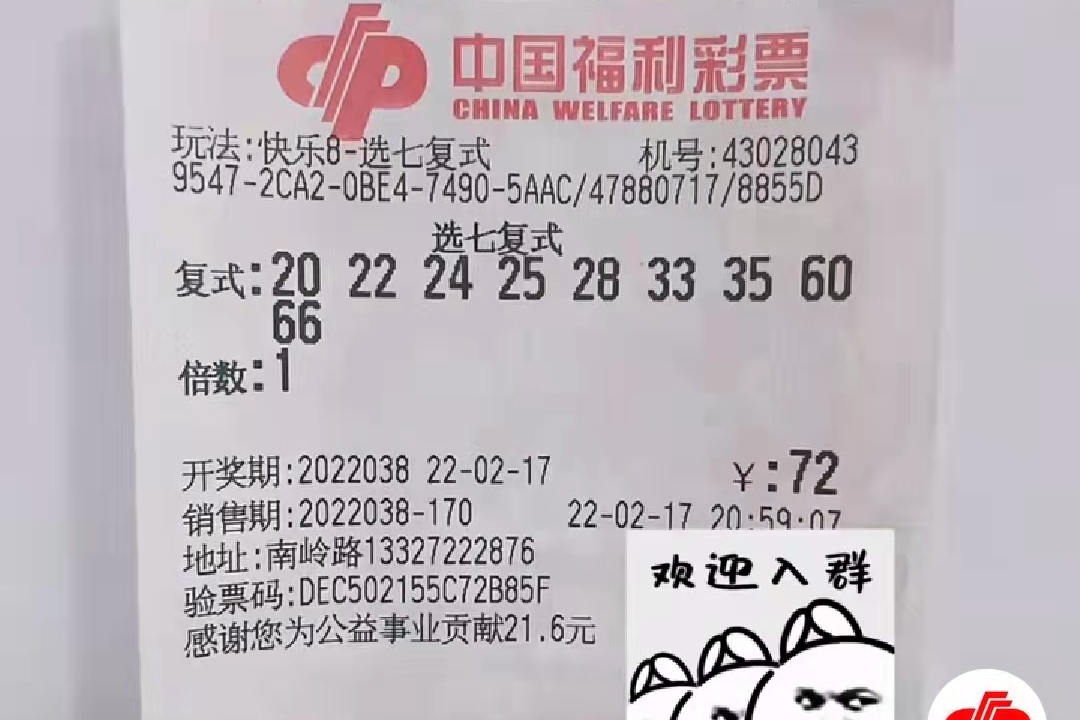 中国福利彩票
CHINA WELFARE LOTTERY
玩法:快乐8-选七复式 机号:43028043
9547-2CA2-0BE4-7490-5AAC/47880717/8855D
选七复式
复式:20 22 24 25 28 33 35 60
66
倍数:1
开奖期:2022038 22-02-17 ¥:72
销售期:2022038-170 22-02-17 20:59:07
地址:南岭路13327222876
验票码:DEC502155C72B85F
感谢您为公益事业贡献21.6元
欢迎入群